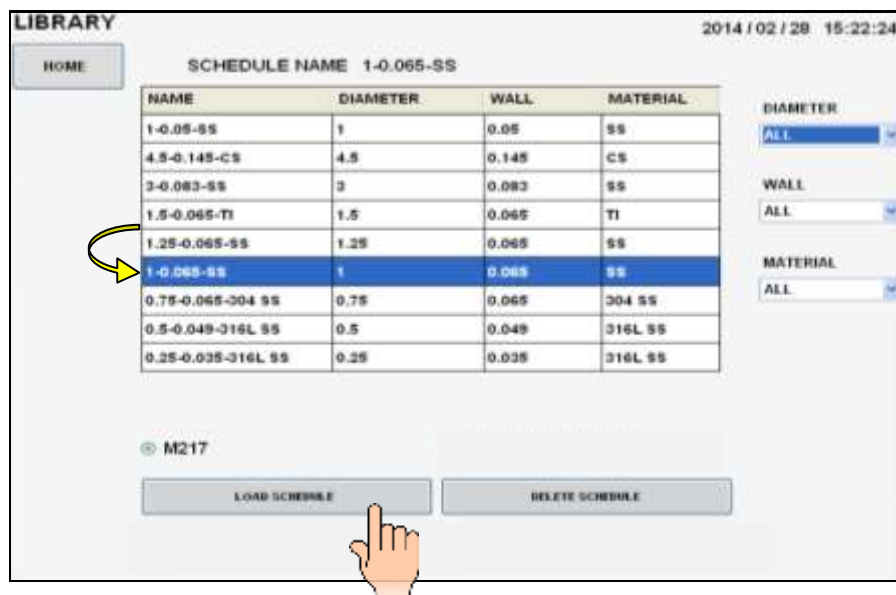 LIBRARY
2014 / 02 / 28 15:22:24
HOME
SCHEDULE NAME 1-0.065-SS
NAME DIAMETER WALL MATERIAL
1-0.05-SS 1 0.05 SS
4.5-0.145-CS 4.5 0.145 CS
3-0.083-SS 3 0.083 SS
1.5-0.065-TI 1.5 0.065 TI
1.25-0.065-SS 1.25 0.065 SS
1-0.065-SS 1 0.065 SS
0.75-0.065-304 SS 0.75 0.065 304 SS
0.5-0.049-316L SS 0.5 0.049 316L SS
0.25-0.035-316L SS 0.25 0.035 316L SS
DIAMETER
ALL
WALL
ALL
MATERIAL
ALL
M217
LOAD SCHEDULE
DELETE SCHEDULE